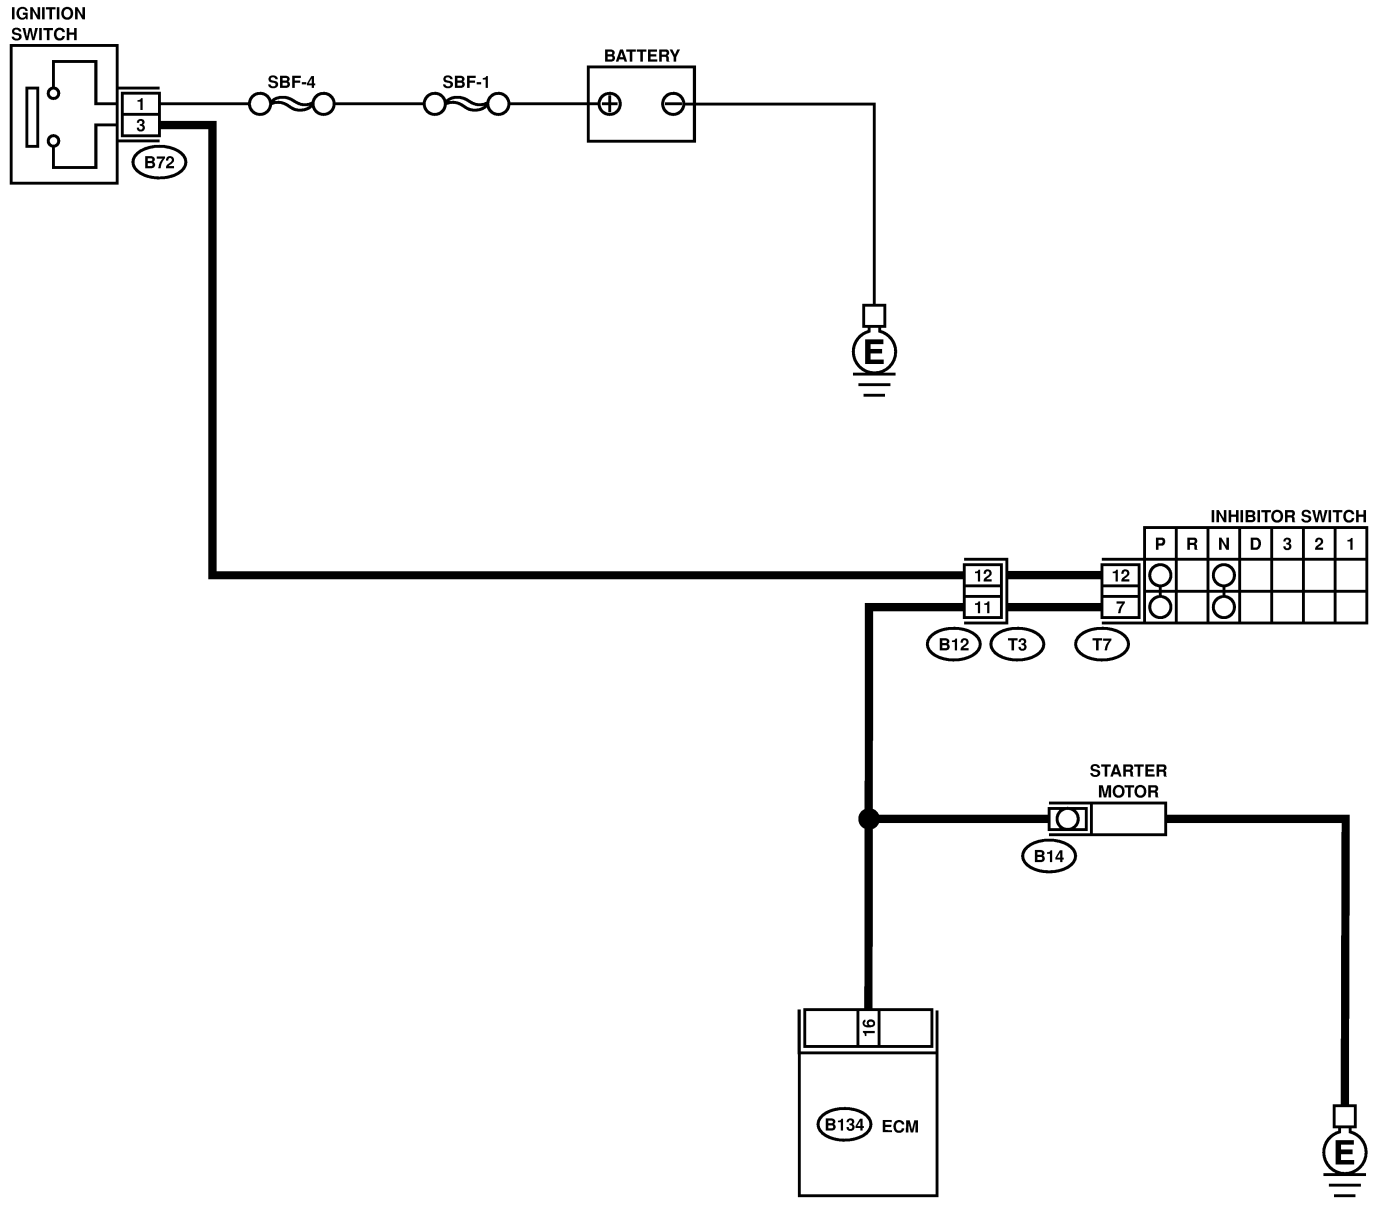 IGNITION
SWITCH
BATTERY
SBF-4
SBF-1
1
3
B72
E
INHIBITOR SWITCH
P R N D 3 2 1
12
12
11
7
B12
T3
T7
STARTER
MOTOR
B14
16
B134
ECM
E